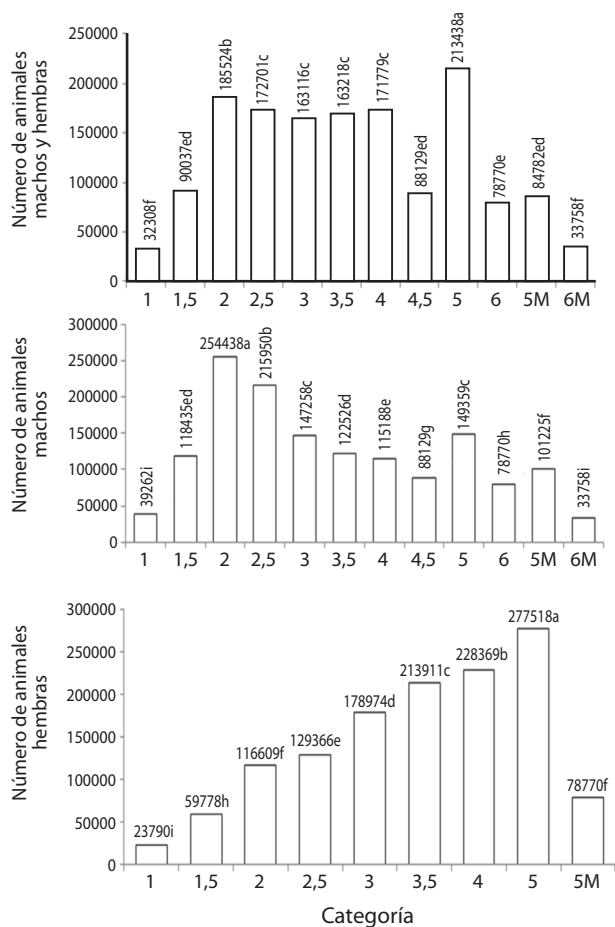 Número de animales
machos y hembras
250000
200000
150000
100000
50000
0
32308f
90037ed
185524b
172701c
163116c
163218c
171779c
88129ed
213438a
78770e
84782ed
33758f
1 1,5 2 2,5 3 3,5 4 4,5 5 6 5M 6M
Número de animales
machos
300000
250000
200000
150000
100000
50000
0
39262i
118435ed
254438a
215950b
147258c
122526d
115188e
88129g
149359c
78770h
101225f
33758i
1 1,5 2 2,5 3 3,5 4 4,5 5 6 5M 6M
Número de animales
hembras
300000
250000
200000
150000
100000
50000
0
23790i
59778h
116609f
129366e
178974d
213911c
228369b
277518a
78770f
1 1,5 2 2,5 3 3,5 4 5 5M
Categoría